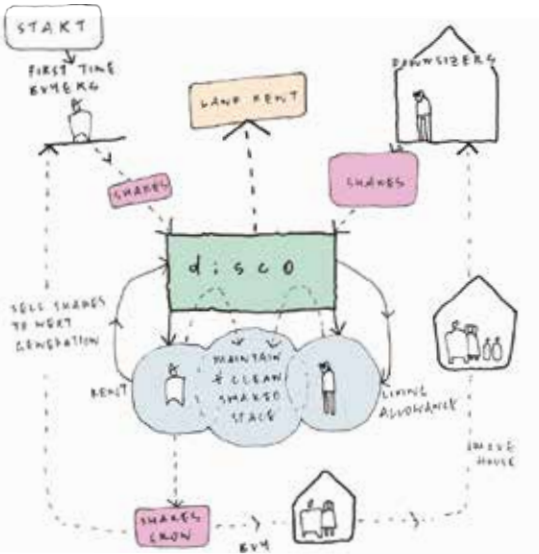 START
FIRST TIME
BUYERS
DOWNSIZERS
LAND RENT
SHARES
SHARES
disco
SELL SHARES
TO NEXT
GENERATION
RENT
MAINTAIN
& CLEAN
SHARED
SPACE
LIVING
ALLOWANCE
HOUSE
SHARES
GROW
BUY